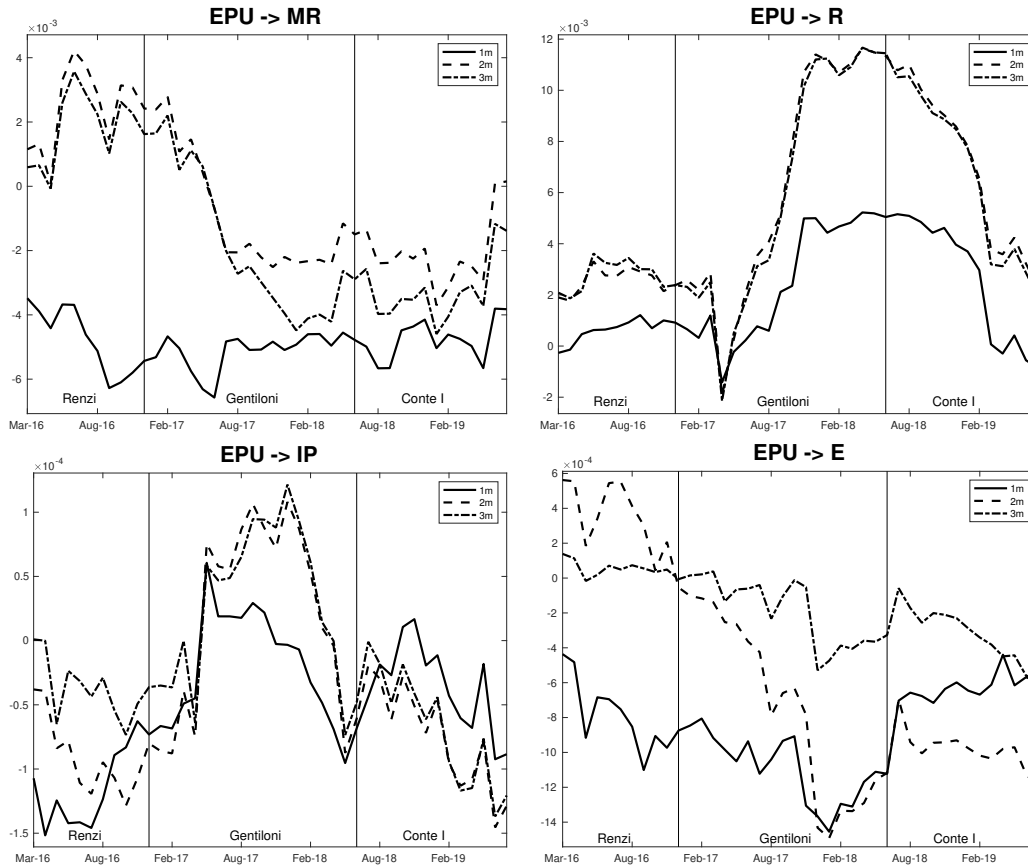 EPU -> MR
×10⁻³
4
2
0
-2
-4
-6
1m
2m
3m
Renzi
Gentiloni
Conte I
Mar-16
Aug-16
Feb-17
Aug-17
Feb-18
Aug-18
Feb-19
EPU -> R
×10⁻³
12
10
8
6
4
2
0
-2
1m
2m
3m
Renzi
Gentiloni
Conte I
Mar-16
Aug-16
Feb-17
Aug-17
Feb-18
Aug-18
Feb-19
EPU -> IP
×10⁻⁴
1
0.5
0
-0.5
-1
-1.5
1m
2m
3m
Renzi
Gentiloni
Conte I
Mar-16
Aug-16
Feb-17
Aug-17
Feb-18
Aug-18
Feb-19
EPU -> E
×10⁻⁴
6
4
2
0
-2
-4
-6
-8
-10
-12
-14
1m
2m
3m
Renzi
Gentiloni
Conte I
Mar-16
Aug-16
Feb-17
Aug-17
Feb-18
Aug-18
Feb-19